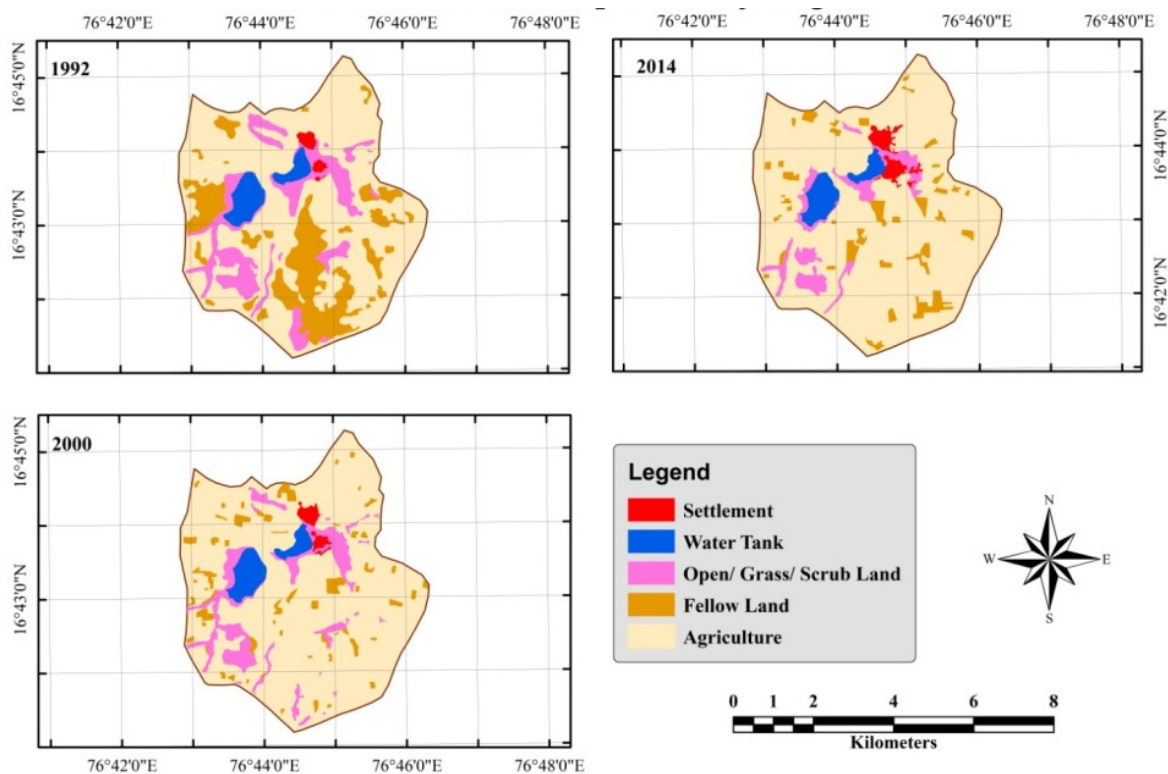 76°42'0"E 76°44'0"E 76°46'0"E 76°48'0"E
76°42'0"E 76°44'0"E 76°46'0"E 76°48'0"E
1992
16°45'0"N
16°43'0"N
2014
16°44'0"N
16°42'0"N
2000
16°45'0"N
16°43'0"N
76°42'0"E 76°44'0"E 76°46'0"E 76°48'0"E
Legend
Settlement
Water Tank
Open/ Grass/ Scrub Land
Fellow Land
Agriculture
N
W E
S
0 1 2 4 6 8
Kilometers